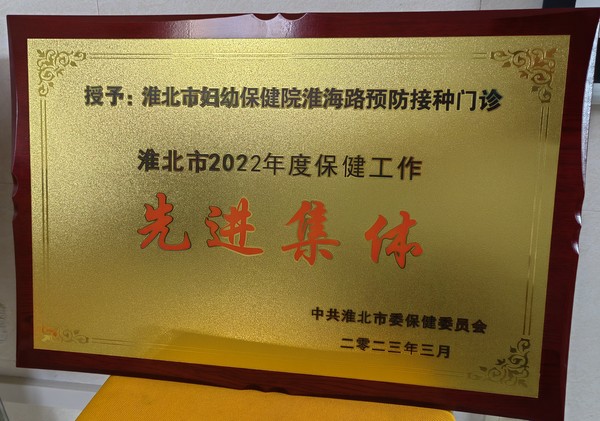 授予：淮北市妇幼保健院淮海路预防接种门诊
淮北市2022年度保健工作
先进集体
中共淮北市委保健委员会
二零二三年三月